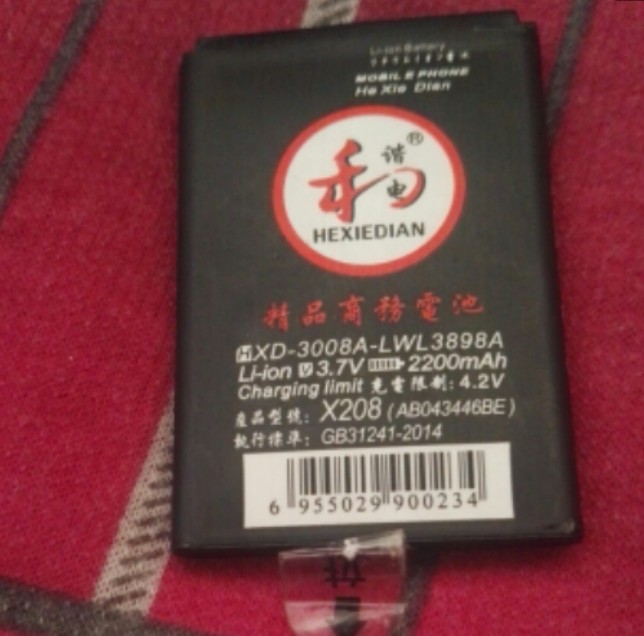 Li-ion Battery
MOBILE PHONE
He Xie Dian
和 谐 电 ®
HEXIEDIAN
精品商務電池
HXD-3008A-LWL3898A
Li-ion 3.7V 2200mAh
Charging limit 充電限制: 4.2V
産品型號: X208 (AB043446BE)
執行標準: GB31241-2014
6 955029 900234